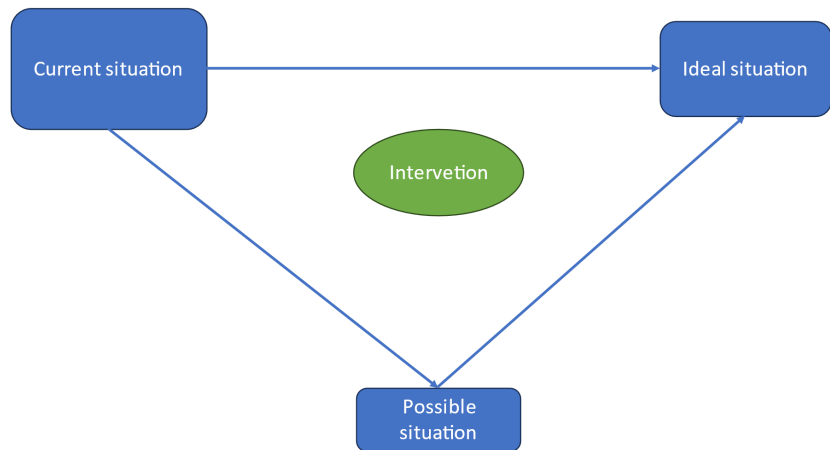 Current situation
Ideal situation
Intervetion
Possible
situation